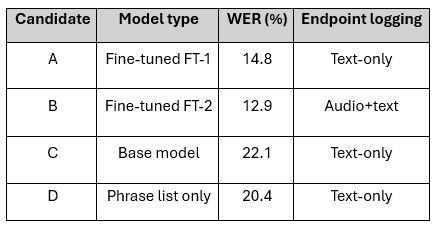 Candidate Model type WER (%) Endpoint logging
A Fine-tuned FT-1 14.8 Text-only
B Fine-tuned FT-2 12.9 Audio+text
C Base model 22.1 Text-only
D Phrase list only 20.4 Text-only